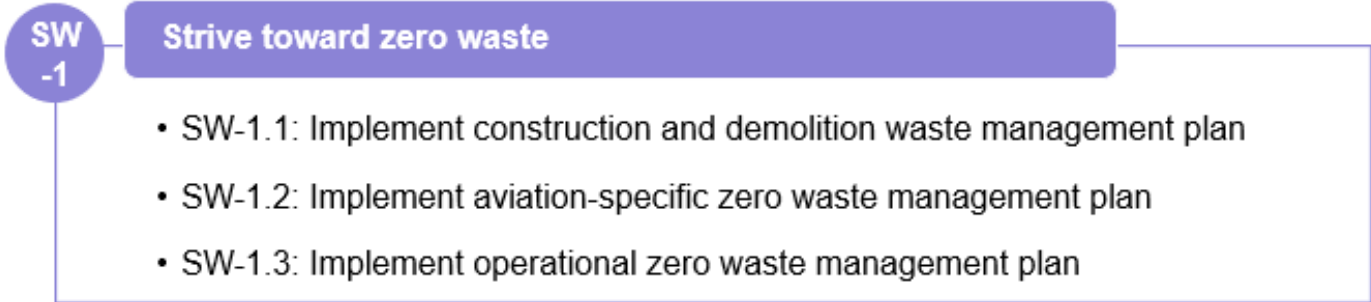 SW
-1
Strive toward zero waste
• SW-1.1: Implement construction and demolition waste management plan
• SW-1.2: Implement aviation-specific zero waste management plan
• SW-1.3: Implement operational zero waste management plan